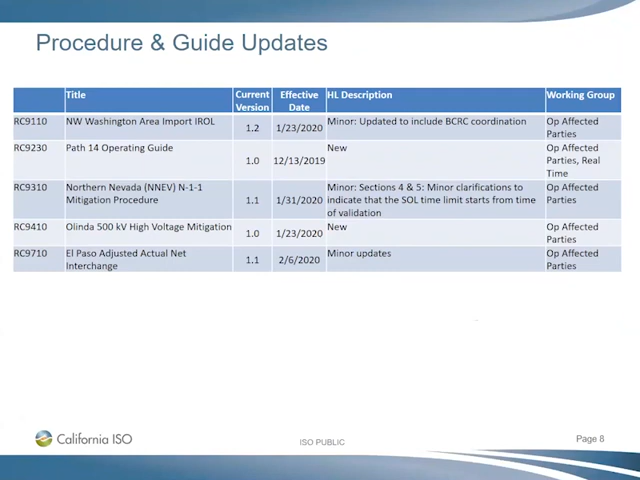 Procedure & Guide Updates
Title Current Version Effective Date HL Description Working Group
RC9110 NW Washington Area Import IROL 1.2 1/23/2020 Minor: Updated to include BCRC coordination Op Affected Parties
RC9230 Path 14 Operating Guide 1.0 12/13/2019 New Op Affected Parties, Real Time
RC9310 Northern Nevada (NNEV) N-1-1 Mitigation Procedure 1.1 1/31/2020 Minor: Sections 4 & 5: Minor clarifications to indicate that the SOL time limit starts from time of validation Op Affected Parties
RC9410 Olinda 500 kV High Voltage Mitigation 1.0 1/23/2020 New Op Affected Parties
RC9710 El Paso Adjusted Actual Net Interchange 1.1 2/6/2020 Minor updates Op Affected Parties
California ISO
ISO PUBLIC
Page 8